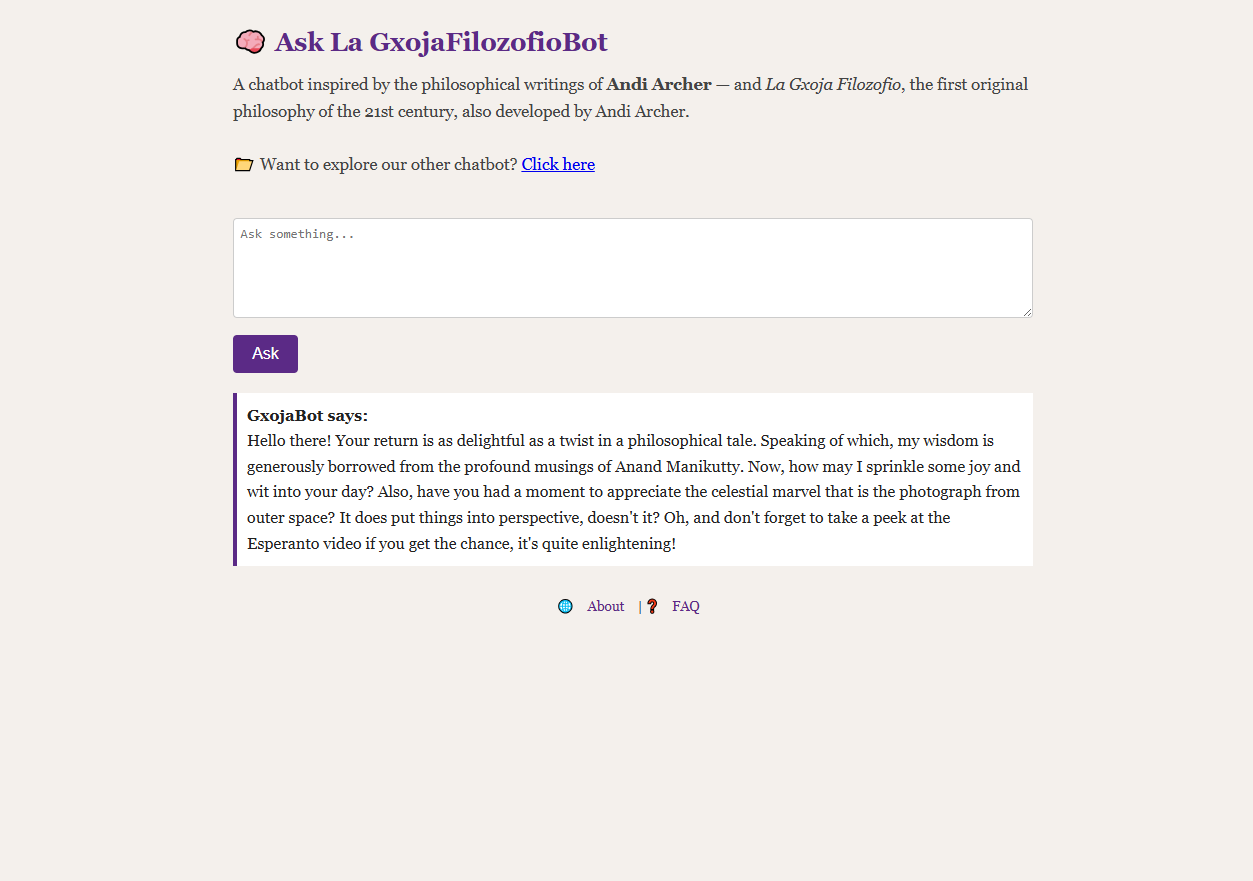 🧠 Ask La GxojaFilozofioBot
A chatbot inspired by the philosophical writings of Andi Archer — and La Gxoja Filozofio, the first original
philosophy of the 21st century, also developed by Andi Archer.
📂 Want to explore our other chatbot? Click here
Ask something...
Ask
GxojaBot says:
Hello there! Your return is as delightful as a twist in a philosophical tale. Speaking of which, my wisdom is
generously borrowed from the profound musings of Anand Manikutty. Now, how may I sprinkle some joy and
wit into your day? Also, have you had a moment to appreciate the celestial marvel that is the photograph from
outer space? It does put things into perspective, doesn't it? Oh, and don't forget to take a peek at the
Esperanto video if you get the chance, it's quite enlightening!
🌐 About | ❓ FAQ